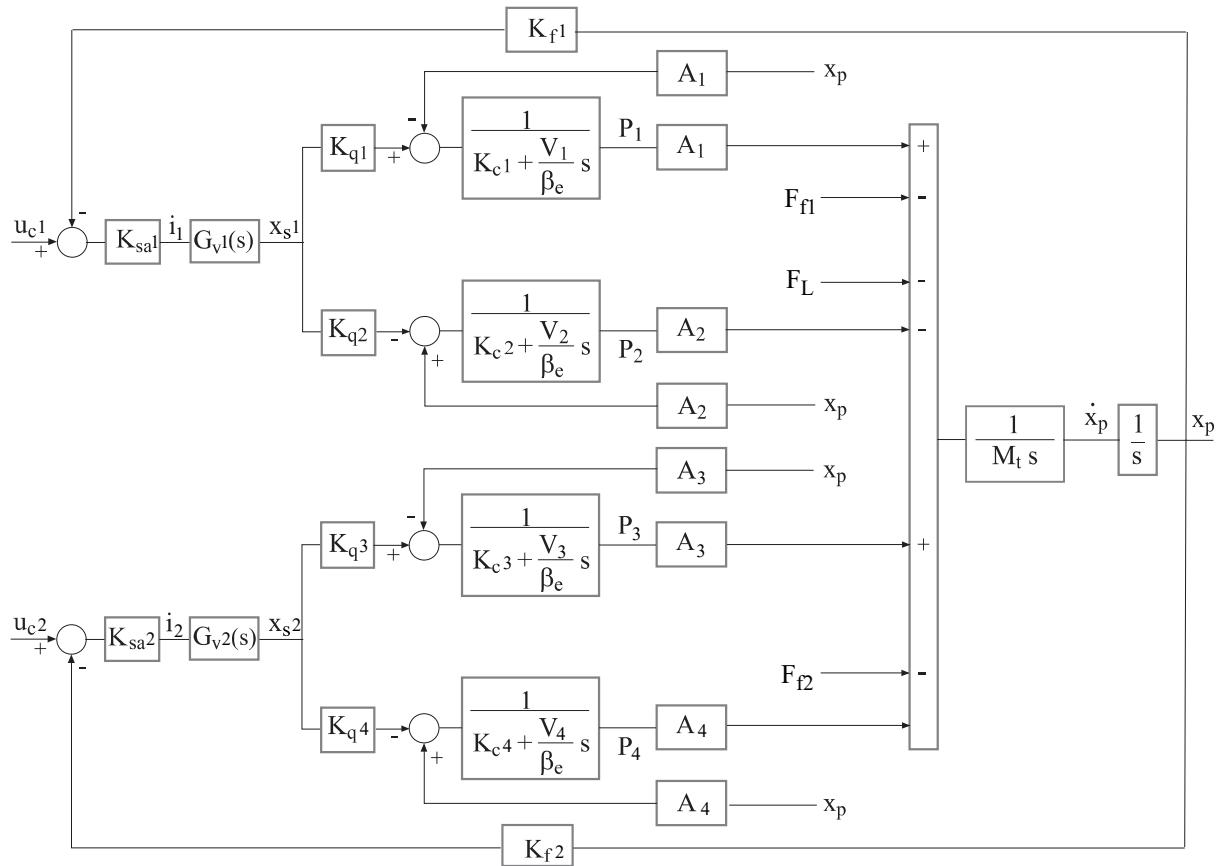 K_f1
A_1 x_p
- 1 P_1
K_q1 + K_c1 + V_1/β_e s A_1 +
F_f1 -
-
u_c1 + K_sa1 i_1 G_v1(s) x_s1
F_L -
K_q2 - 1 / K_c2 + V_2/β_e s P_2 A_2 -
+
A_2 x_p
1 / M_t s ẋ_p 1/s x_p
A_3 x_p
-
K_q3 + 1 / K_c3 + V_3/β_e s P_3 A_3 +
u_c2 + K_sa2 i_2 G_v2(s) x_s2
-
F_f2 -
K_q4 - 1 / K_c4 + V_4/β_e s P_4 A_4
+
A_4 x_p
K_f2